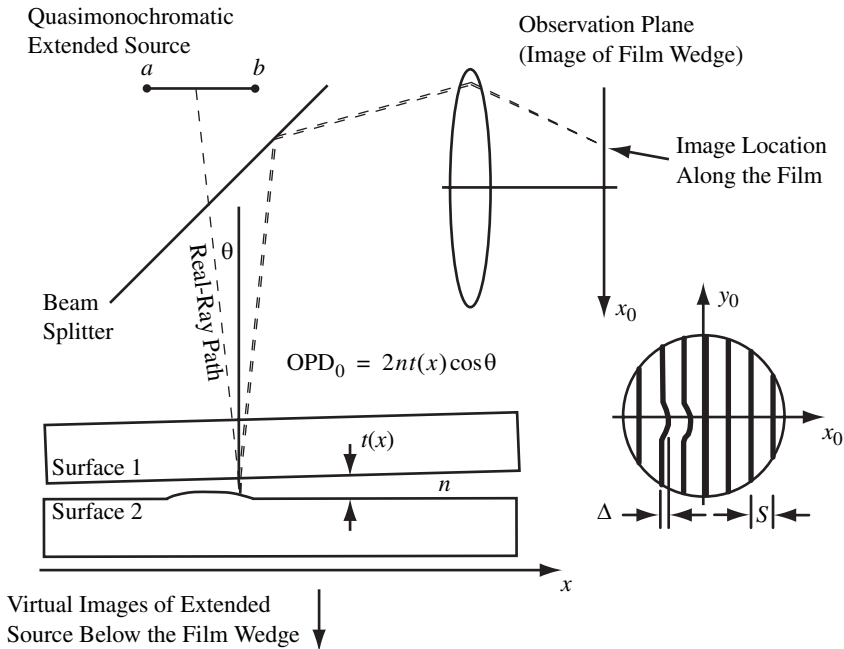 Quasimonochromatic
Extended Source
a
b
Observation Plane
(Image of Film Wedge)
Image Location
Along the Film
θ
Real-Ray Path
Beam
Splitter
x₀
y₀
OPD₀ = 2nt(x)cosθ
x₀
t(x)
Surface 1
n
Surface 2
Δ
S
x
Virtual Images of Extended
Source Below the Film Wedge